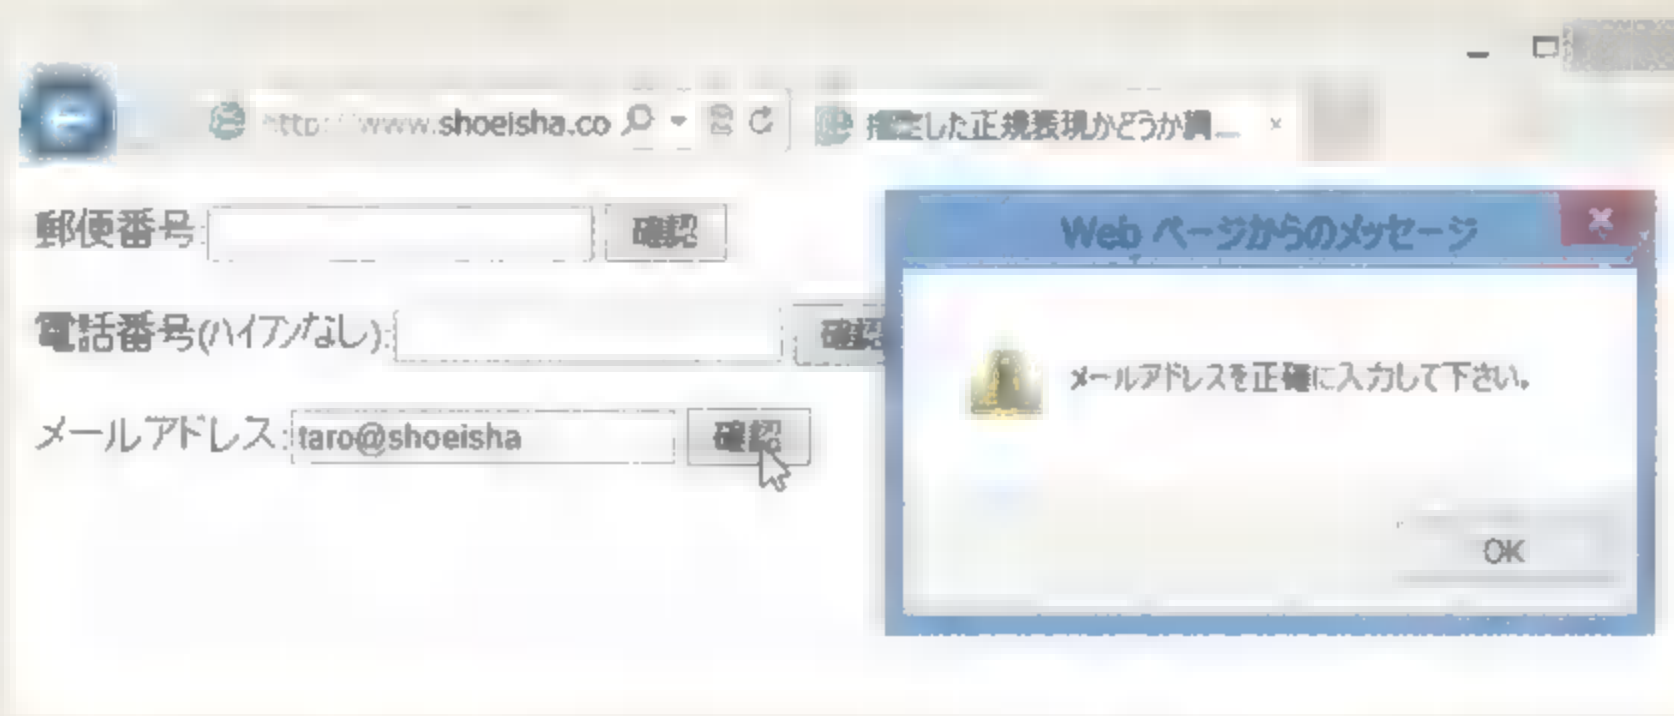 www.shoeisha.co
指定した正規表現かどうか調...
郵便番号: 確認
電話番号(ハイフンなし): 確認
メールアドレス: taro@shoeisha 確認
Web ページからのメッセージ
メールアドレスを正確に入力して下さい。
OK